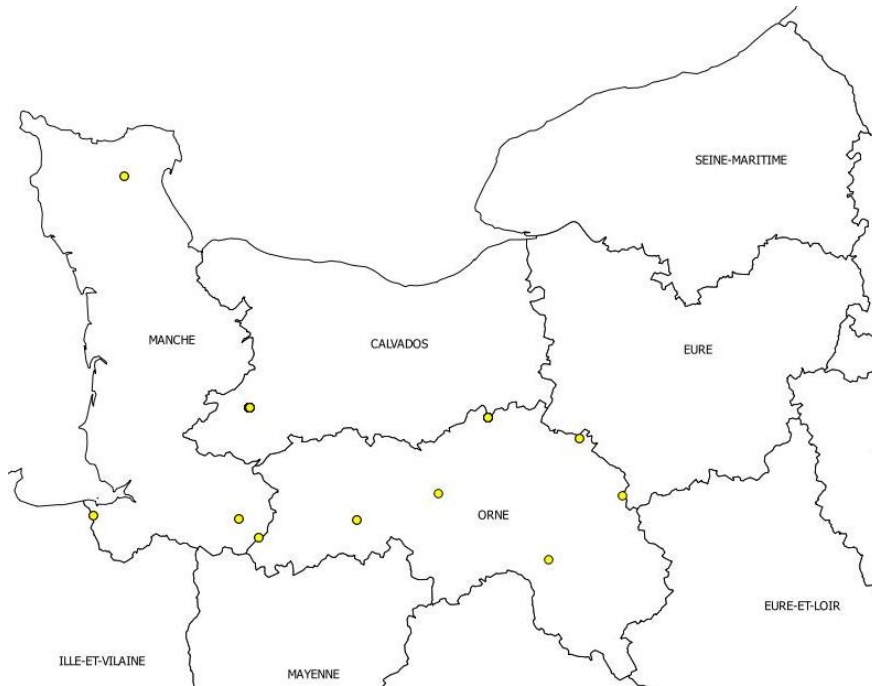 SEINE-MARITIME
MANCHE
CALVADOS
EURE
ORNE
EURE-ET-LOIR
ILLE-ET-VILAINE
MAYENNE